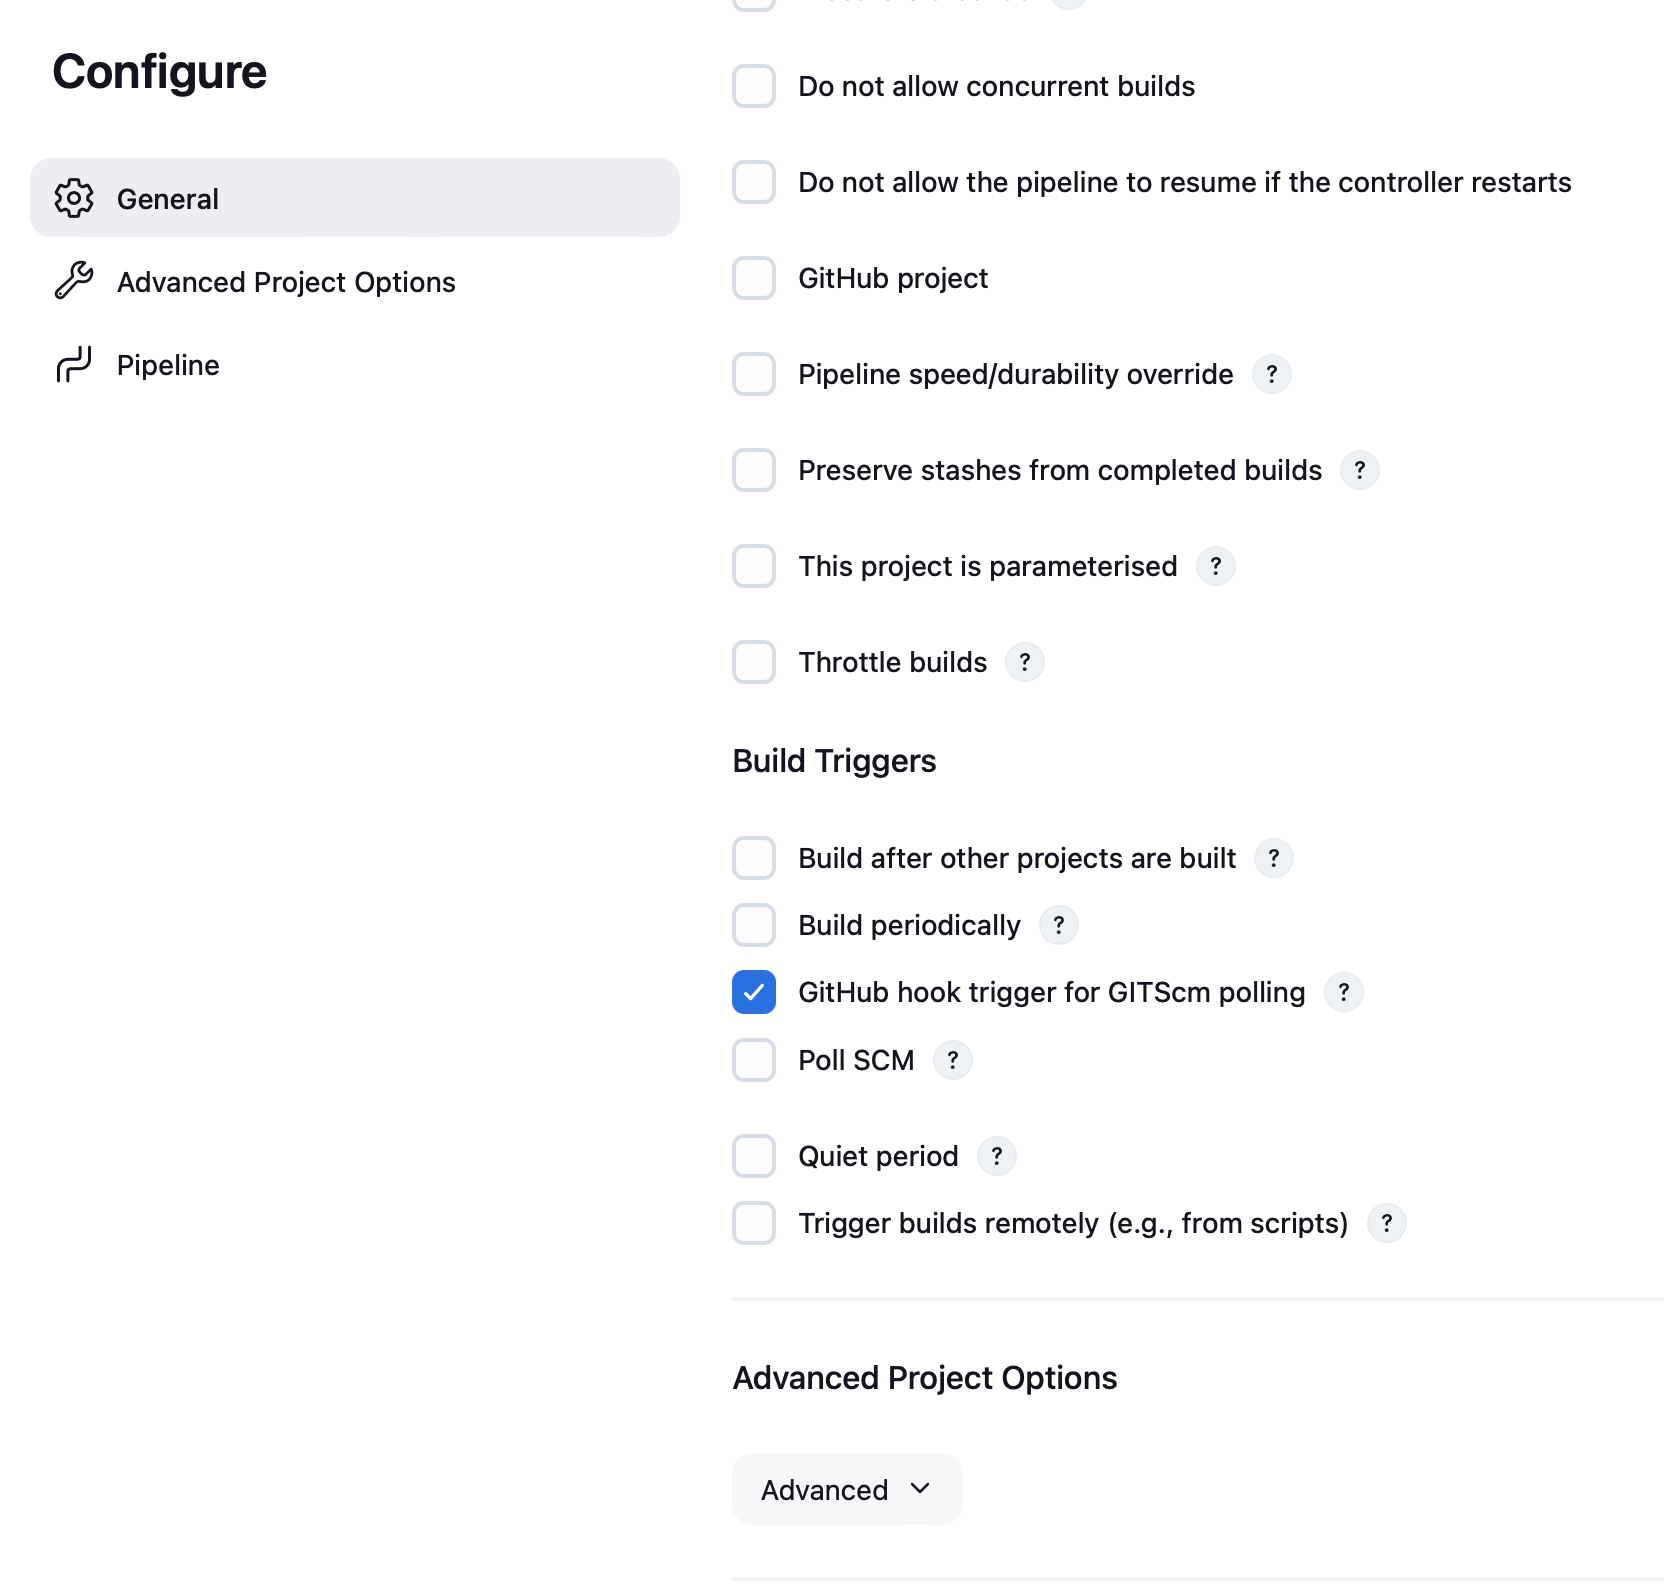 Configure
General
Advanced Project Options
Pipeline
Do not allow concurrent builds
Do not allow the pipeline to resume if the controller restarts
GitHub project
Pipeline speed/durability override ?
Preserve stashes from completed builds ?
This project is parameterised ?
Throttle builds ?
Build Triggers
Build after other projects are built ?
Build periodically ?
GitHub hook trigger for GITScm polling ?
Poll SCM ?
Quiet period ?
Trigger builds remotely (e.g., from scripts) ?
Advanced Project Options
Advanced